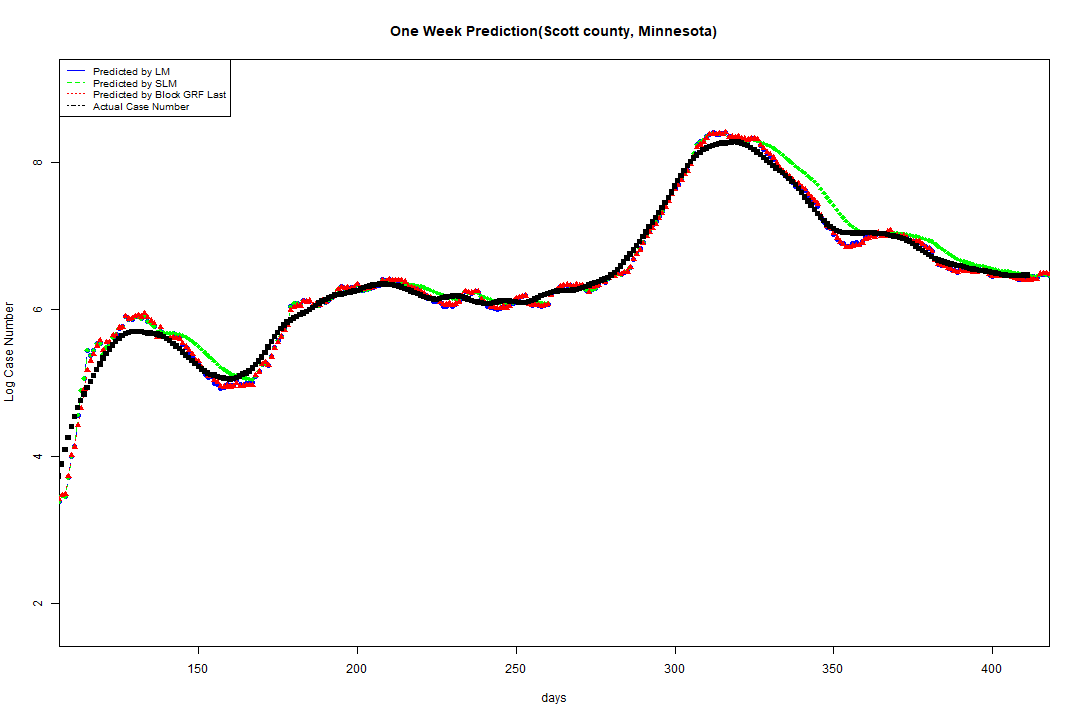 One Week Prediction(Scott county, Minnesota)
Predicted by LM
Predicted by SLM
Predicted by Block GRF Last
Actual Case Number
Log Case Number
8
6
4
2
150 200 250 300 350 400
days